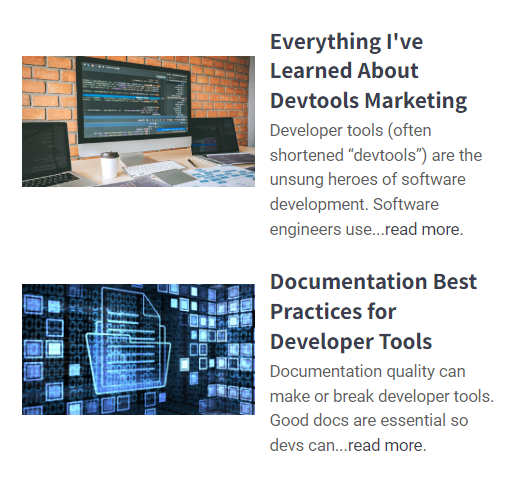 Everything I've
Learned About
Devtools Marketing
Developer tools (often
shortened “devtools”) are the
unsung heroes of software
development. Software
engineers use...read more.
Documentation Best
Practices for
Developer Tools
Documentation quality can
make or break developer tools.
Good docs are essential so
devs can...read more.